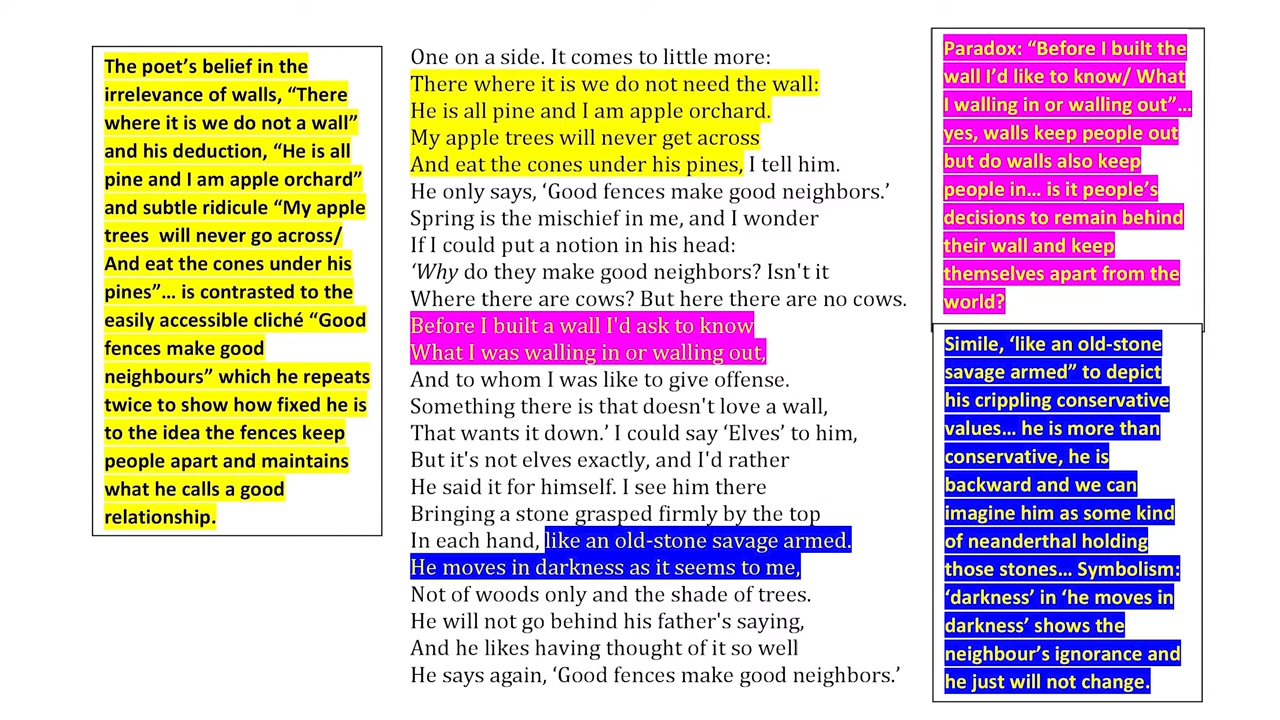 The poet’s belief in the
irrelevance of walls, “There
where it is we do not a wall”
and his deduction, “He is all
pine and I am apple orchard”
and subtle ridicule “My apple
trees  will never go across/
And eat the cones under his
pines”… is contrasted to the
easily accessible cliché “Good
fences make good
neighbours” which he repeats
twice to show how fixed he is
to the idea the fences keep
people apart and maintains
what he calls a good
relationship.
One on a side. It comes to little more:
There where it is we do not need the wall:
He is all pine and I am apple orchard.
My apple trees will never get across
And eat the cones under his pines, I tell him.
He only says, ‘Good fences make good neighbors.’
Spring is the mischief in me, and I wonder
If I could put a notion in his head:
‘Why do they make good neighbors? Isn't it
Where there are cows? But here there are no cows.
Before I built a wall I'd ask to know
What I was walling in or walling out,
And to whom I was like to give offense.
Something there is that doesn't love a wall,
That wants it down.’ I could say ‘Elves’ to him,
But it's not elves exactly, and I'd rather
He said it for himself. I see him there
Bringing a stone grasped firmly by the top
In each hand, like an old-stone savage armed.
He moves in darkness as it seems to me,
Not of woods only and the shade of trees.
He will not go behind his father's saying,
And he likes having thought of it so well
He says again, ‘Good fences make good neighbors.’
Paradox: “Before I built the
wall I’d like to know/ What
I walling in or walling out”…
yes, walls keep people out
but do walls also keep
people in… is it people’s
decisions to remain behind
their wall and keep
themselves apart from the
world?
Simile, ‘like an old-stone
savage armed” to depict
his crippling conservative
values… he is more than
conservative, he is
backward and we can
imagine him as some kind
of neanderthal holding
those stones… Symbolism:
‘darkness’ in ‘he moves in
darkness’ shows the
neighbour’s ignorance and
he just will not change.